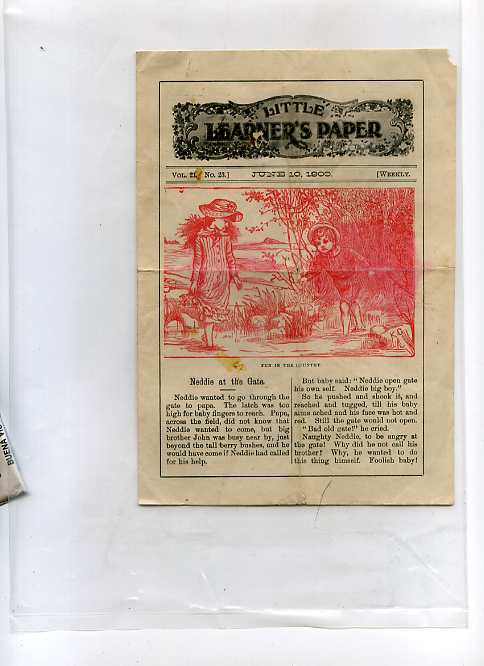 LITTLE
LEARNER'S PAPER
VOL. 21, No. 23.] JUNE 10, 1900. [WEEKLY.
FUN IN THE COUNTRY.
Neddie at the Gate.
Neddie wanted to go through the
gate to papa. The latch was too
high for baby fingers to reach. Papa,
across the field, did not know that
Neddie wanted to come, but big
brother John was busy near by, just
beyond the tall berry bushes, and he
would have come if Neddie had called
for his help.
But baby said: "Neddie open gate
his own self. Neddie big boy."
So he pushed and shook it, and
reached and tugged, till his baby
arms ached and his face was hot and
red. Still the gate would not open.
"Bad old gate!" he cried.
Naughty Neddie, to be angry at
the gate! Why did he not call his
brother? Why, he wanted to do
this thing himself. Foolish baby!
BUENA